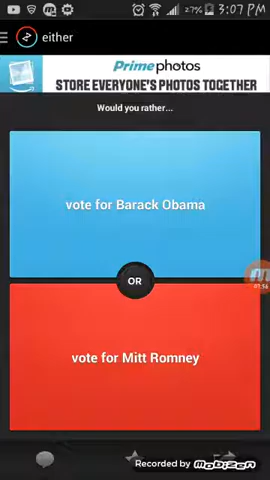 27% 3:07 PM
either
Prime photos
STORE EVERYONE'S PHOTOS TOGETHER
Would you rather...
vote for Barack Obama
OR
vote for Mitt Romney
Recorded by Mobizen